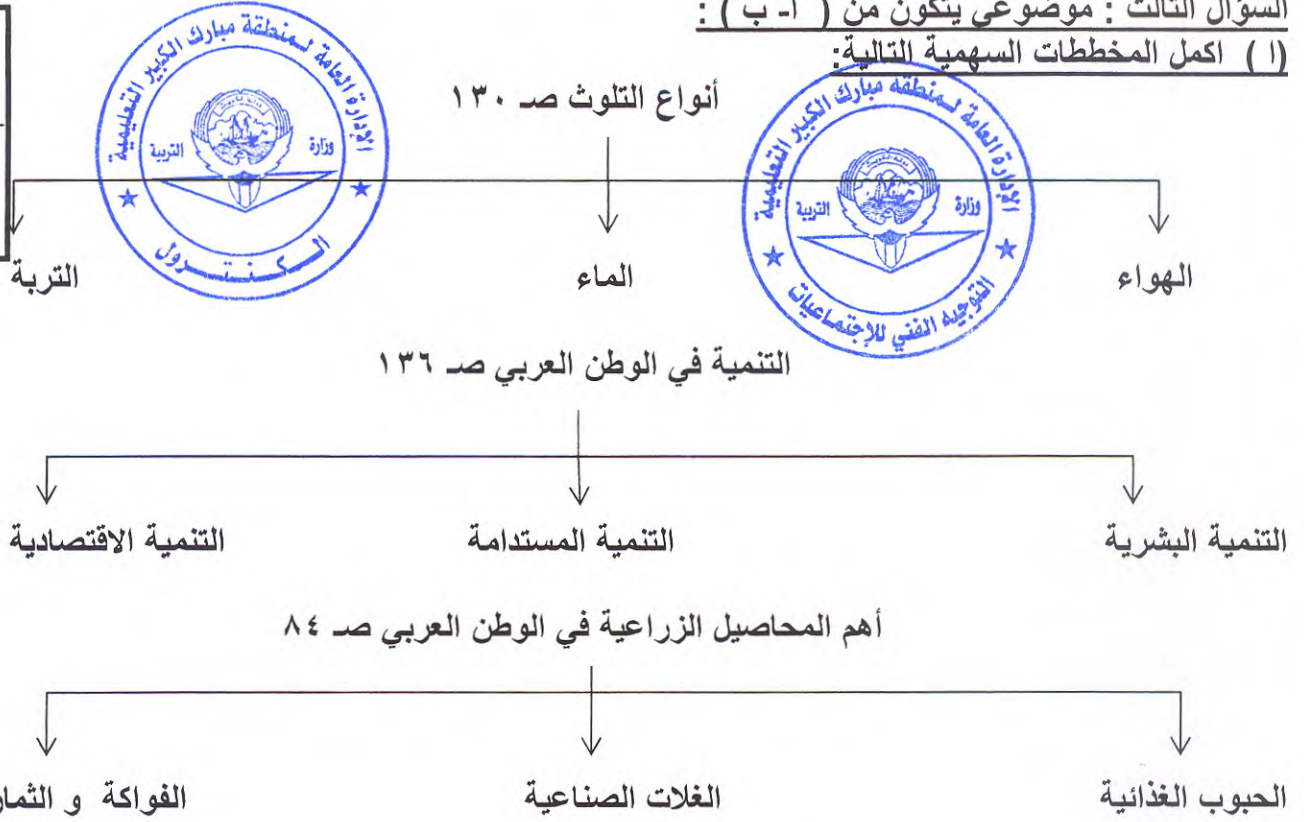 السؤال الثالث : موضوعي يتكون من ( أ- ب ) :
(ا ) اكمل المخططات السهمية التالية:
أنواع التلوث صـ ١٣٠
الإدارة العامة لمنطقة مبارك الكبير التعليمية
وزارة التربية
الكنترول
الإدارة العامة لمنطقة مبارك الكبير التعليمية
وزارة التربية
التوجيه الفني للإجتماعيات
الهواء الماء التربة
التنمية في الوطن العربي صـ ١٣٦
التنمية البشرية التنمية المستدامة التنمية الاقتصادية
أهم المحاصيل الزراعية في الوطن العربي صـ ٨٤
الحبوب الغذائية الغلات الصناعية الفواكة و